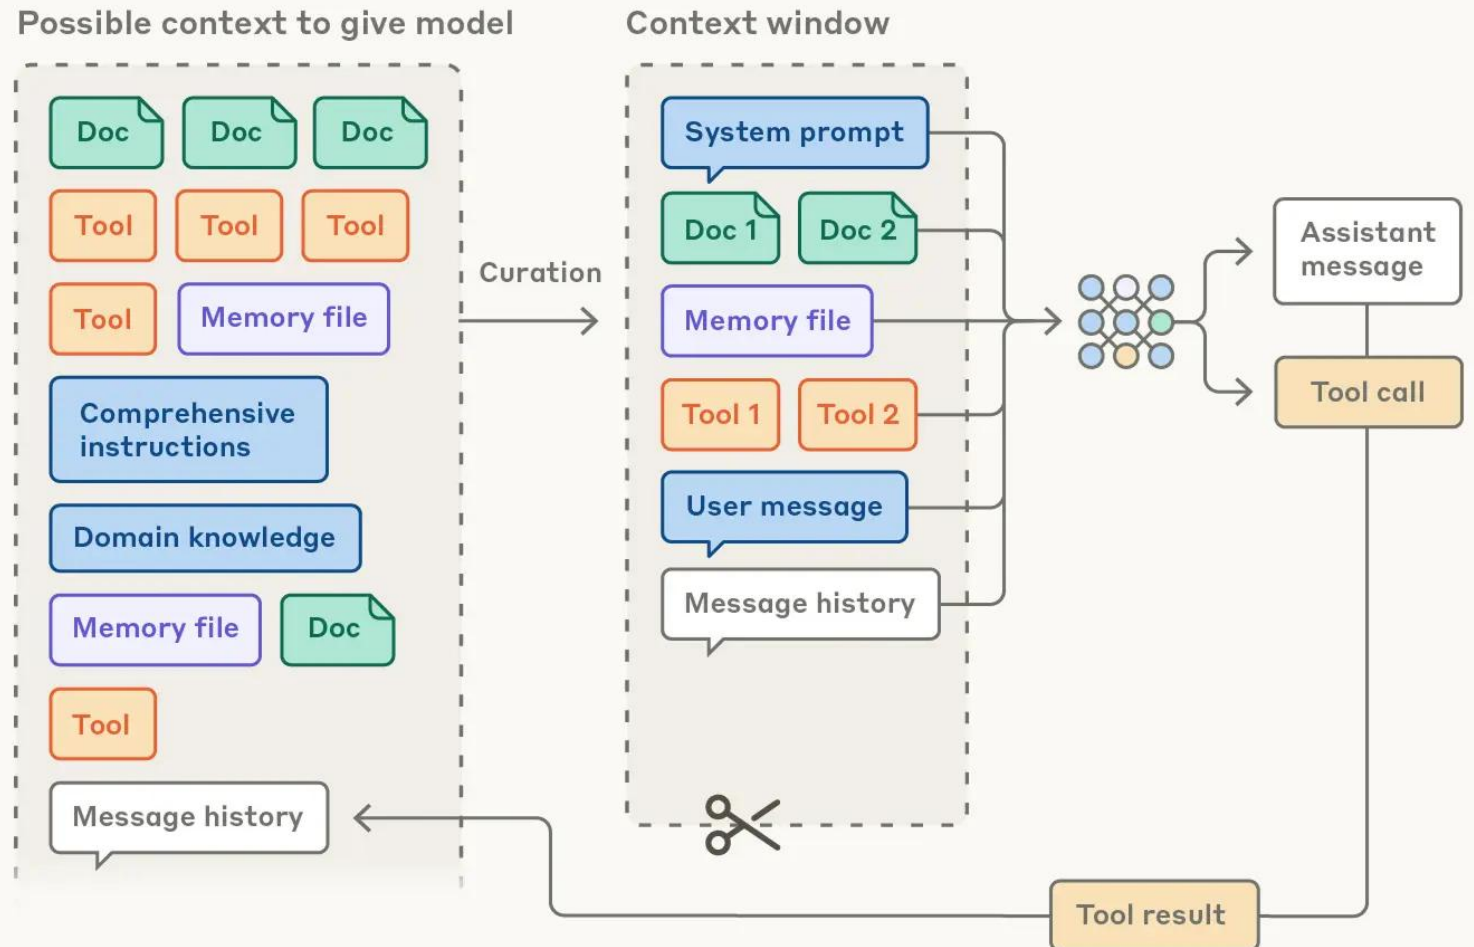 Possible context to give model
Context window
Doc
Doc
Doc
Tool
Tool
Tool
Tool
Memory file
Comprehensive
instructions
Domain knowledge
Memory file
Doc
Tool
Message history
Curation
System prompt
Doc 1
Doc 2
Memory file
Tool 1
Tool 2
User message
Message history
Assistant
message
Tool call
Tool result